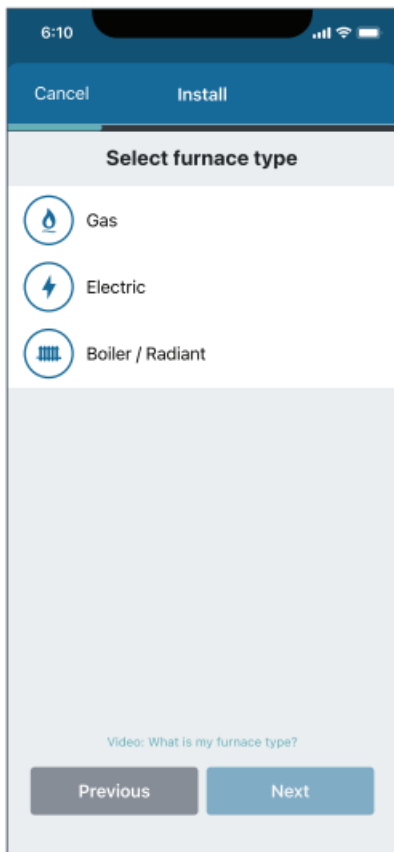 6:10
Cancel
Install
Select furnace type
Gas
Electric
Boiler / Radiant
Video: What is my furnace type?
Previous
Next